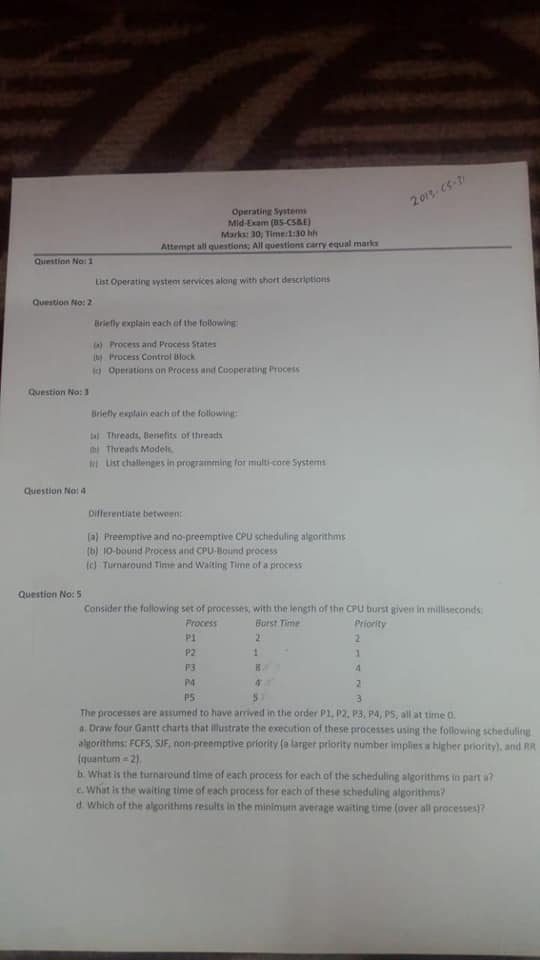 2013-CS-31
Operating Systems
Mid-Exam (BS-CS&E)
Marks: 30; Time:1:30 hh
Attempt all questions; All questions carry equal marks
Question No: 1
List Operating system services along with short descriptions
Question No: 2
Briefly explain each of the following:
(a) Process and Process States
(b) Process Control Block
(c) Operations on Process and Cooperating Process
Question No: 3
Briefly explain each of the following:
(a) Threads, Benefits of threads
(b) Threads Models,
(c) List challenges in programming for multi-core Systems
Question No: 4
Differentiate between:
(a) Preemptive and no-preemptive CPU scheduling algorithms
(b) IO-bound Process and CPU-Bound process
(c) Turnaround Time and Waiting Time of a process
Question No: 5
Consider the following set of processes, with the length of the CPU burst given in milliseconds:
Process Burst Time Priority
P1 2 2
P2 1 1
P3 8 4
P4 4 2
P5 5 3
The processes are assumed to have arrived in the order P1, P2, P3, P4, P5, all at time 0.
a. Draw four Gantt charts that illustrate the execution of these processes using the following scheduling
algorithms: FCFS, SJF, non-preemptive priority (a larger priority number implies a higher priority), and RR
(quantum = 2).
b. What is the turnaround time of each process for each of the scheduling algorithms in part a?
c. What is the waiting time of each process for each of these scheduling algorithms?
d. Which of the algorithms results in the minimum average waiting time (over all processes)?